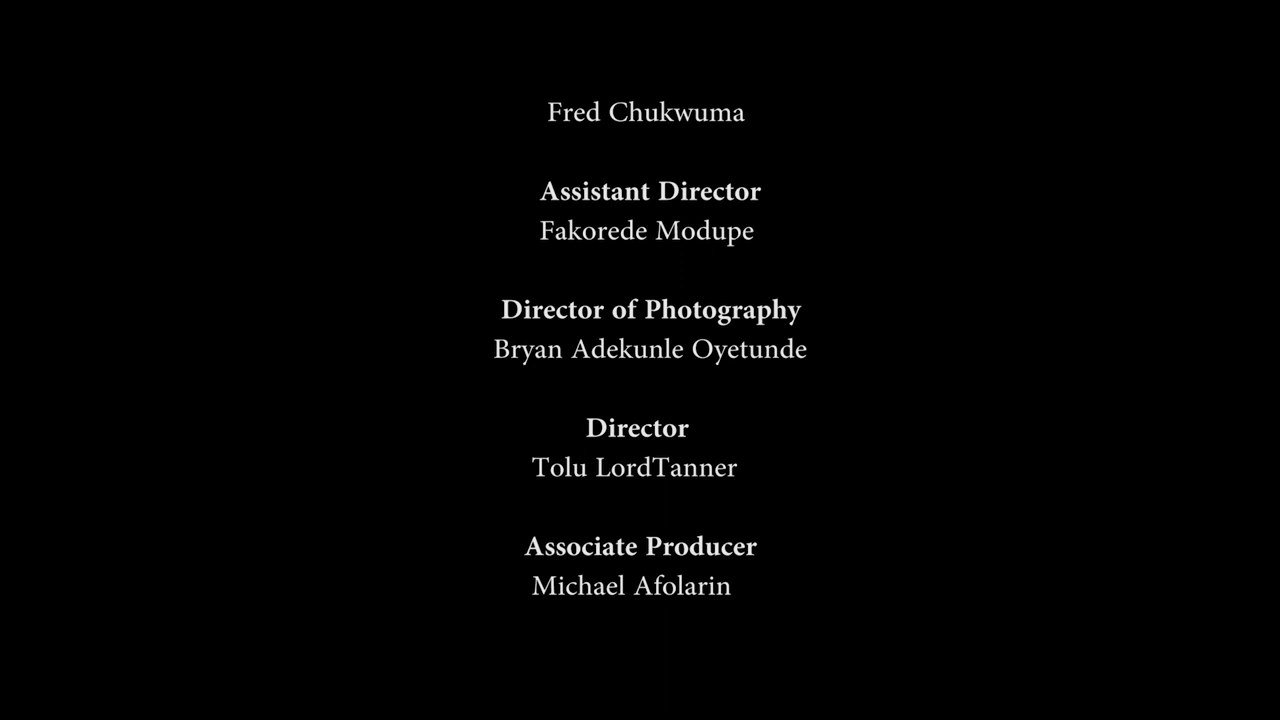 Fred Chukwuma
Assistant Director
Fakorede Modupe
Director of Photography
Bryan Adekunle Oyetunde
Director
Tolu LordTanner
Associate Producer
Michael Afolarin